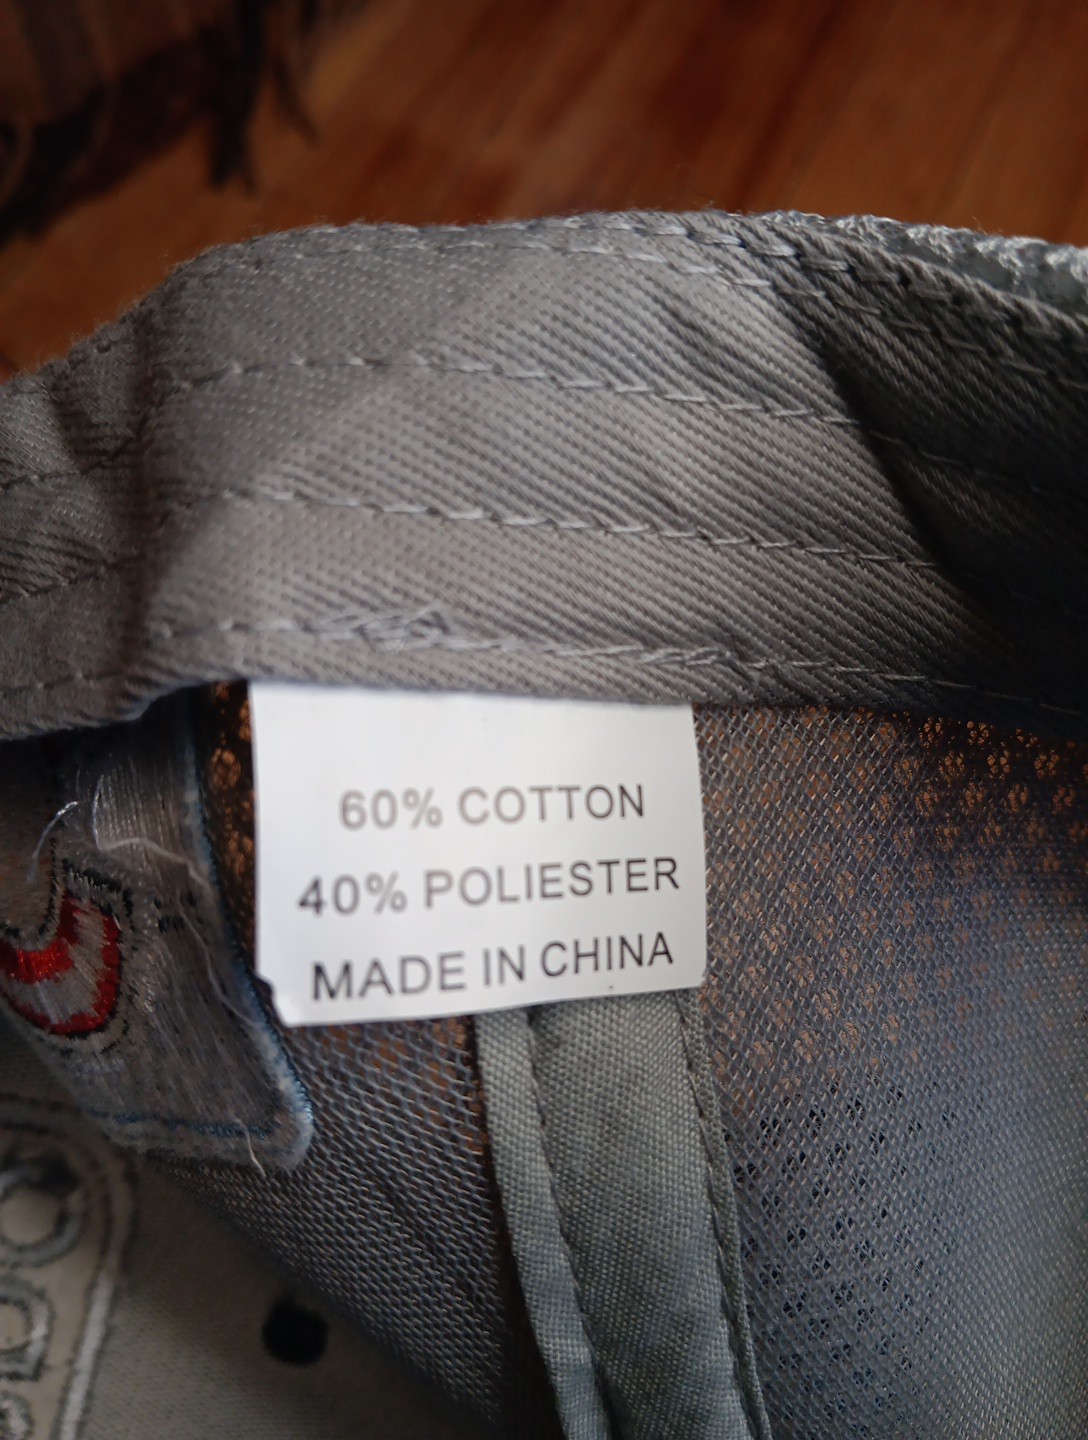 60% COTTON
40% POLIESTER
MADE IN CHINA